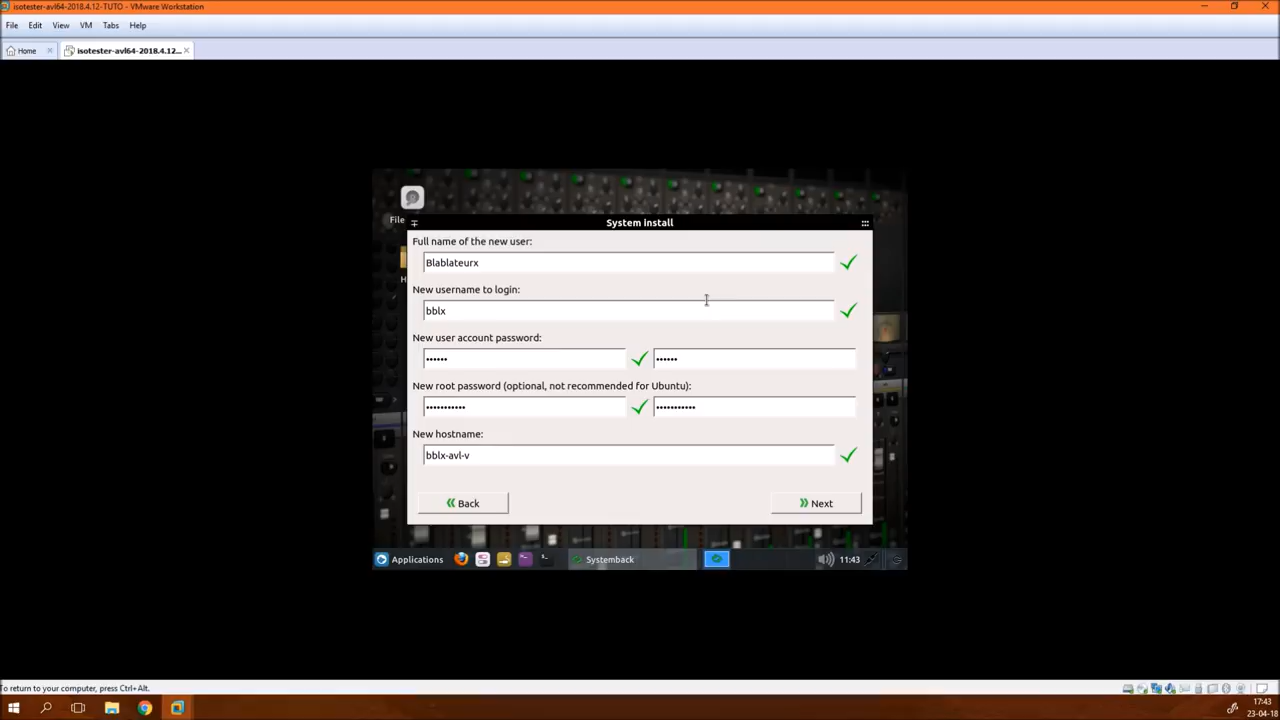 isotester-avl64-2018.4.12-TUTO - VMware Workstation
File Edit View VM Tabs Help
Home isotester-avl64-2018.4.12...
File
System install
Full name of the new user:
Blablateurx
New username to login:
bblx
New user account password:
•••••• ••••••
New root password (optional, not recommended for Ubuntu):
••••••••••• •••••••••••
New hostname:
bblx-avl-v
Back Next
Applications Systemback 11:43
To return to your computer, press Ctrl+Alt.
17:43
23-04-18